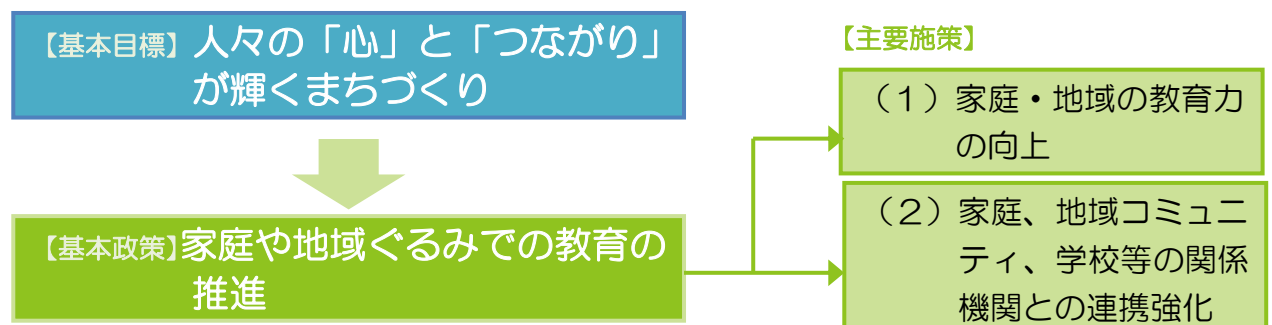 【基本目標】人々の「心」と「つながり」
が輝くまちづくり
【基本政策】家庭や地域ぐるみでの教育の
推進
【主要施策】
（１）家庭・地域の教育力
の向上
（２）家庭、地域コミュニ
ティ、学校等の関係
機関との連携強化